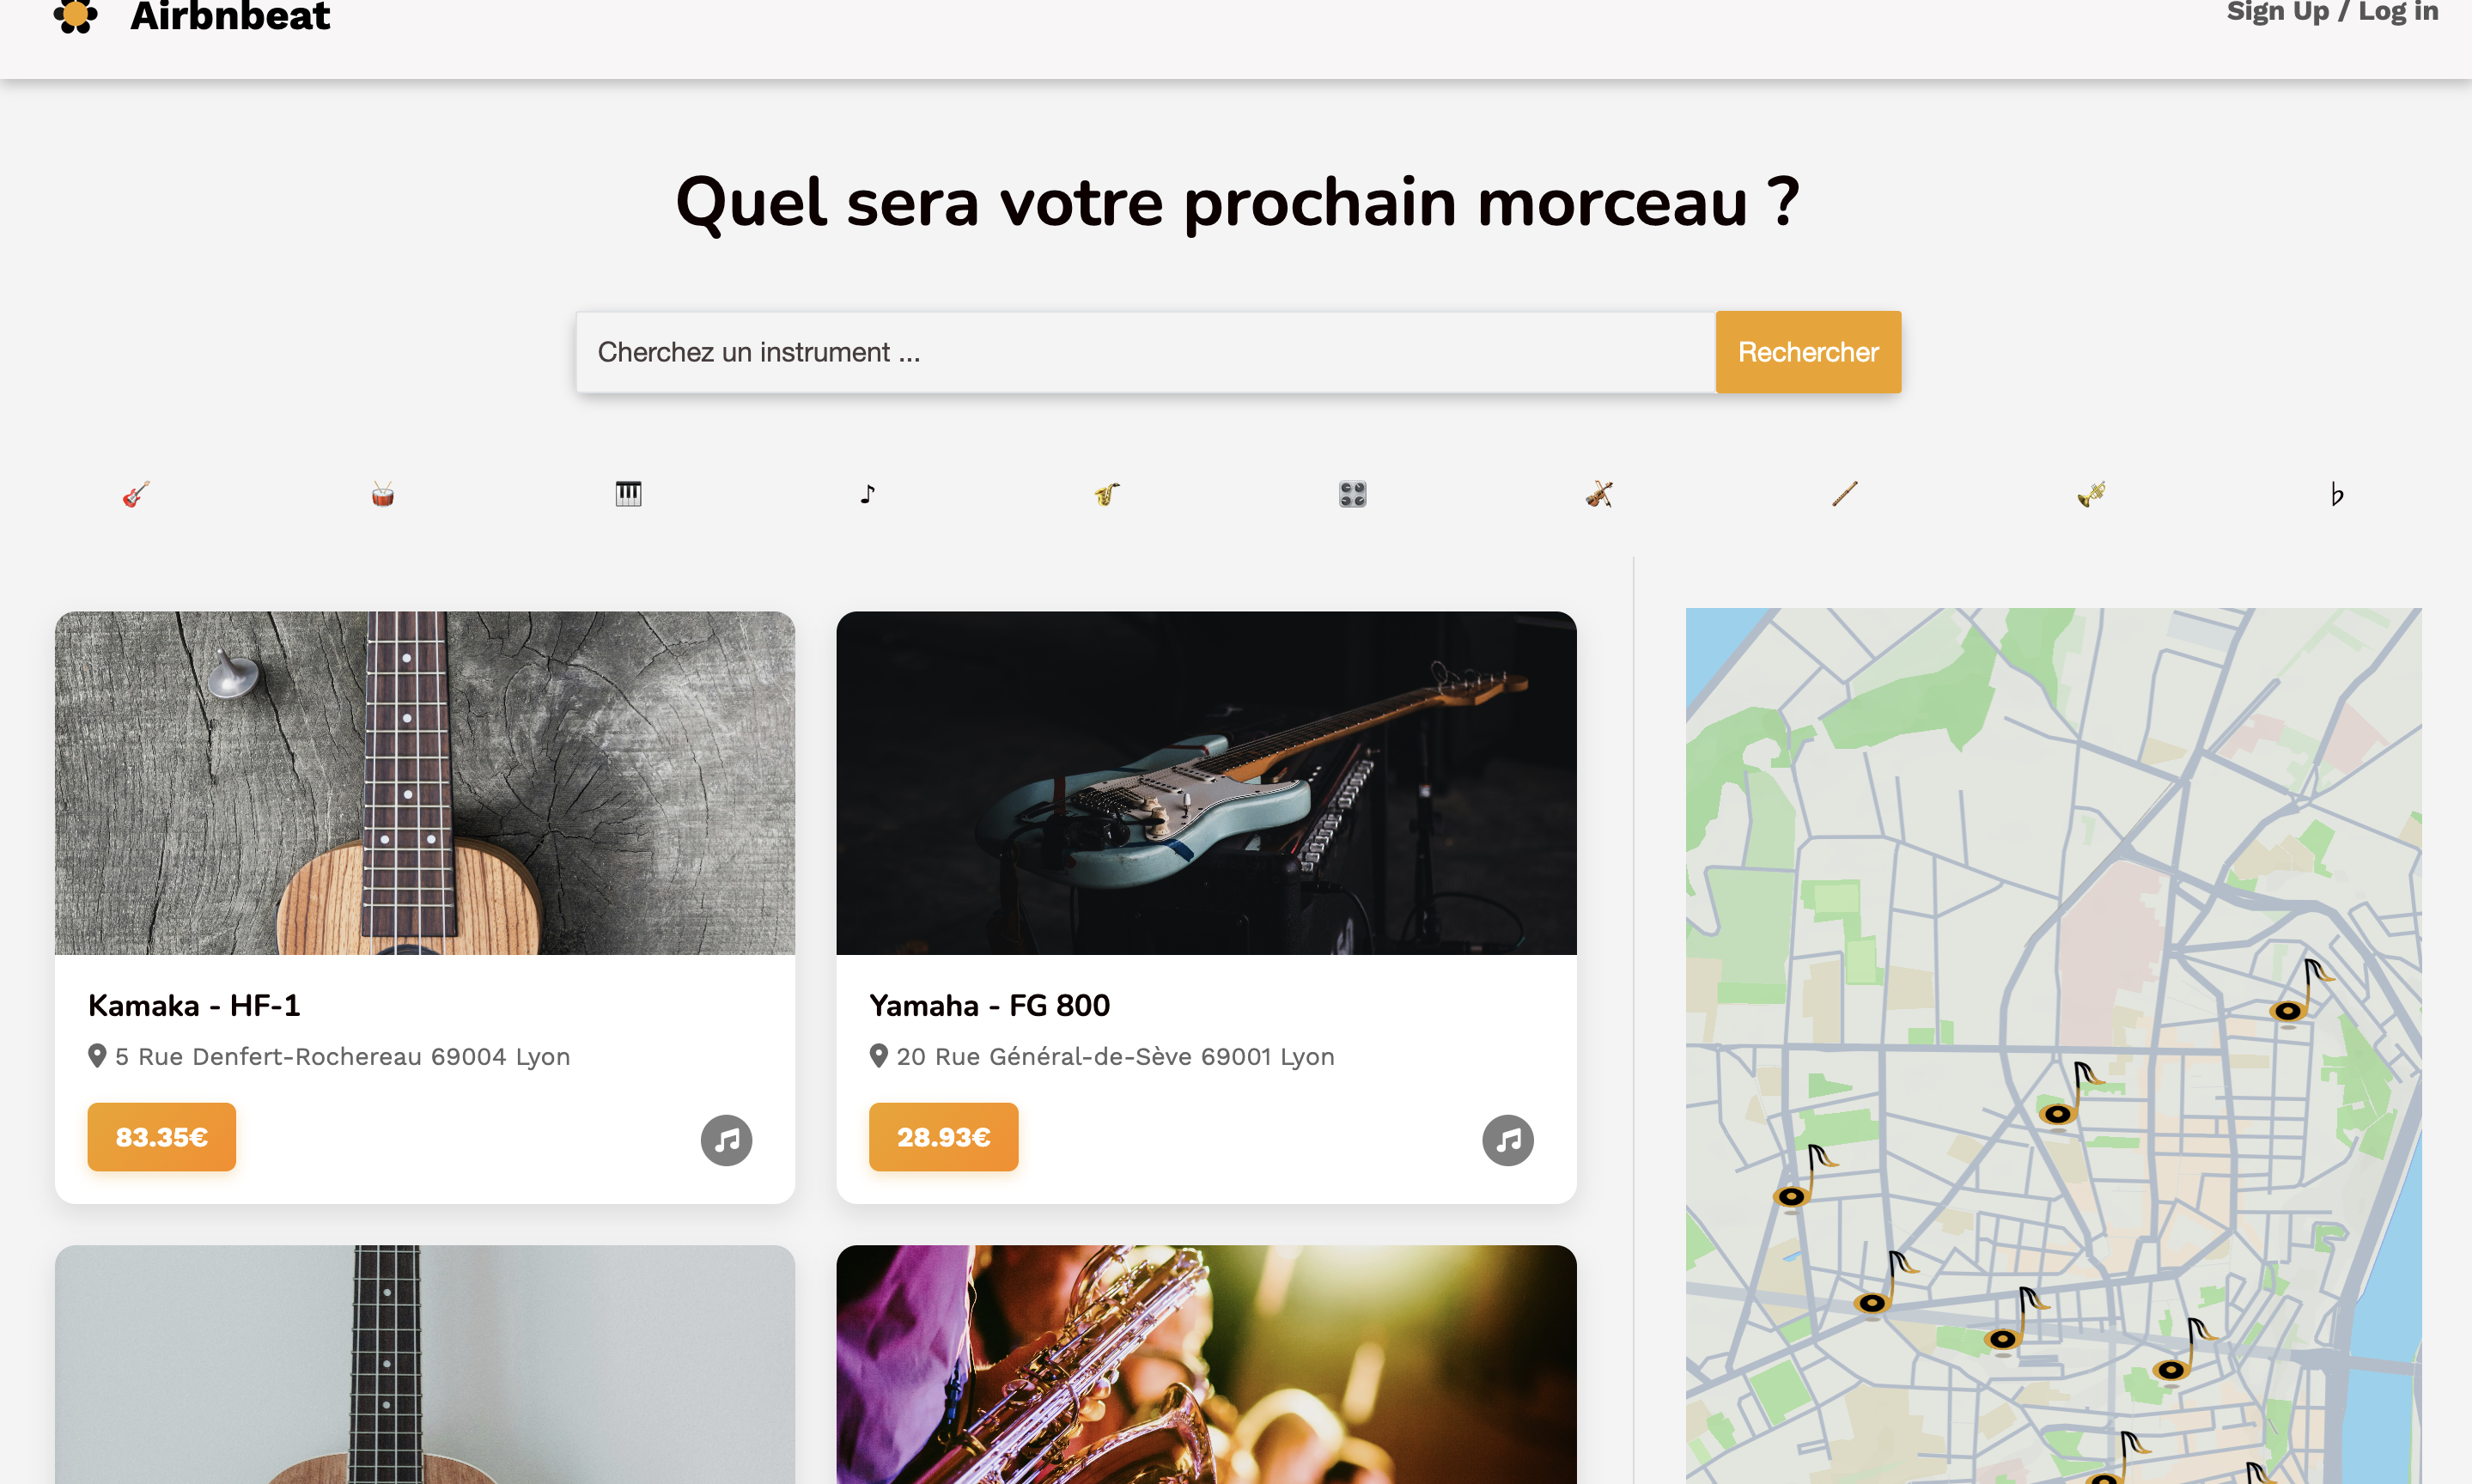 Airbnbeat
Sign Up / Log in
Quel sera votre prochain morceau ?
Cherchez un instrument ...
Rechercher
Kamaka - HF-1
5 Rue Denfert-Rochereau 69004 Lyon
83.35€
Yamaha - FG 800
20 Rue Général-de-Sève 69001 Lyon
28.93€